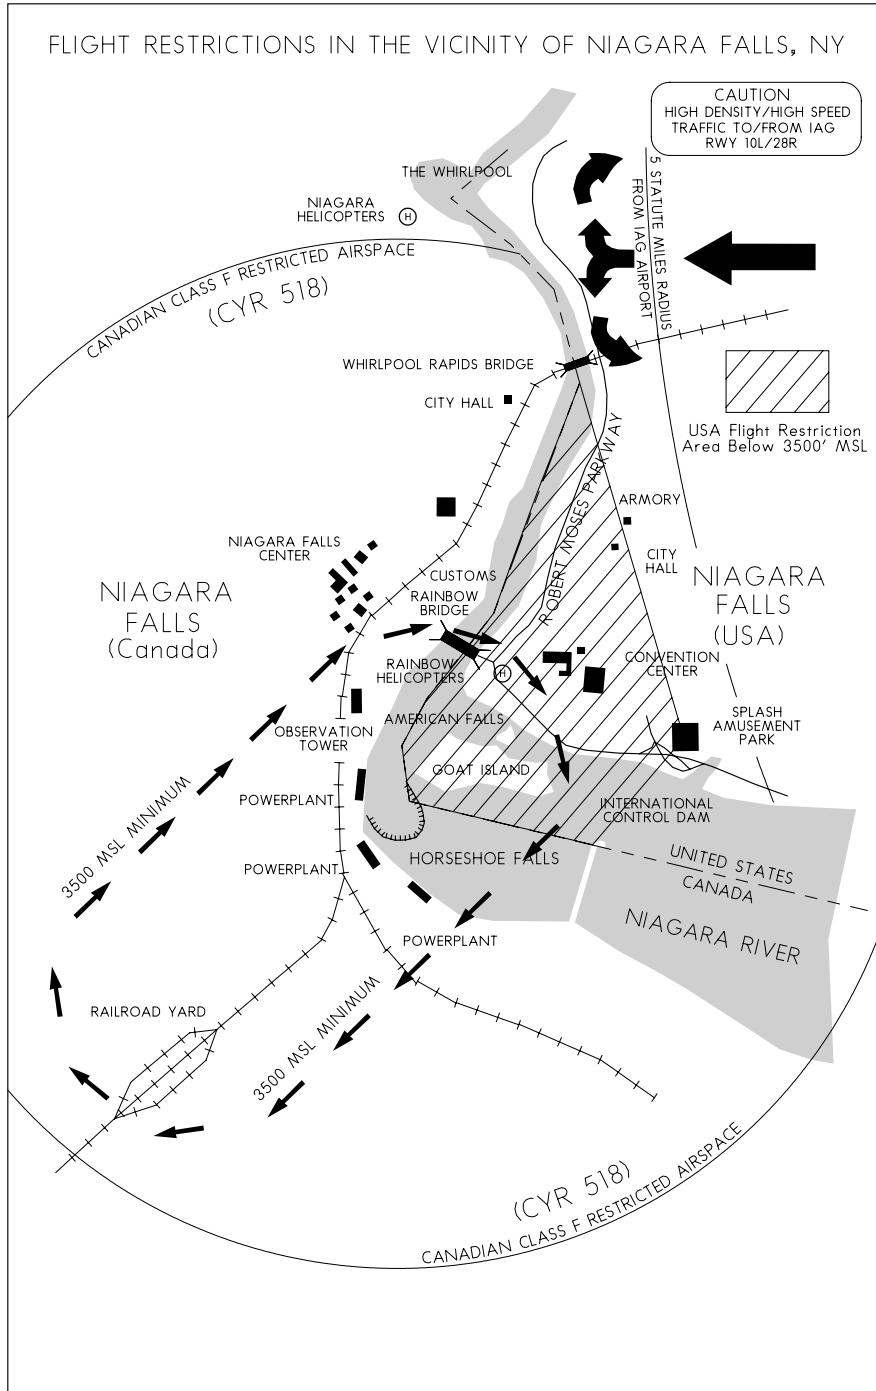 FLIGHT RESTRICTIONS IN THE VICINITY OF NIAGARA FALLS, NY
CAUTION
HIGH DENSITY/HIGH SPEED
TRAFFIC TO/FROM IAG
RWY 10L/28R
THE WHIRLPOOL
5 STATUTE MILES RADIUS
FROM IAG AIRPORT
NIAGARA
HELICOPTERS
H
CANADIAN CLASS F RESTRICTED AIRSPACE
(CYR 518)
WHIRLPOOL RAPIDS BRIDGE
CITY HALL
USA Flight Restriction
Area Below 3500' MSL
ROBERT MOSES PARKWAY
ARMORY
CITY
HALL
NIAGARA FALLS
CENTER
NIAGARA
FALLS
(Canada)
CUSTOMS
RAINBOW
BRIDGE
NIAGARA
FALLS
(USA)
RAINBOW
HELICOPTERS
H
CONVENTION
CENTER
AMERICAN FALLS
OBSERVATION
TOWER
SPLASH
AMUSEMENT
PARK
GOAT ISLAND
POWERPLANT
INTERNATIONAL
CONTROL DAM
3500 MSL MINIMUM
HORSESHOE FALLS
POWERPLANT
UNITED STATES
CANADA
NIAGARA RIVER
POWERPLANT
RAILROAD YARD
3500 MSL MINIMUM
(CYR 518)
CANADIAN CLASS F RESTRICTED AIRSPACE